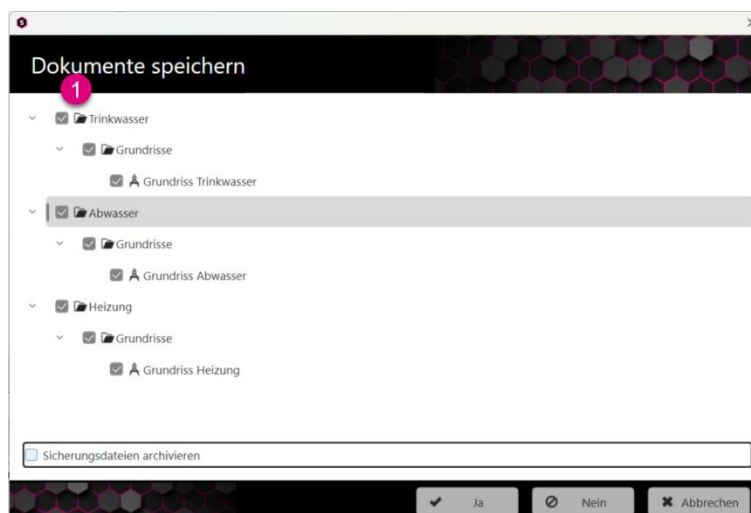 Dokumente speichern
1
Trinkwasser
Grundrisse
Grundriss Trinkwasser
Abwasser
Grundrisse
Grundriss Abwasser
Heizung
Grundrisse
Grundriss Heizung
Sicherungsdateien archivieren
Ja Nein Abbrechen